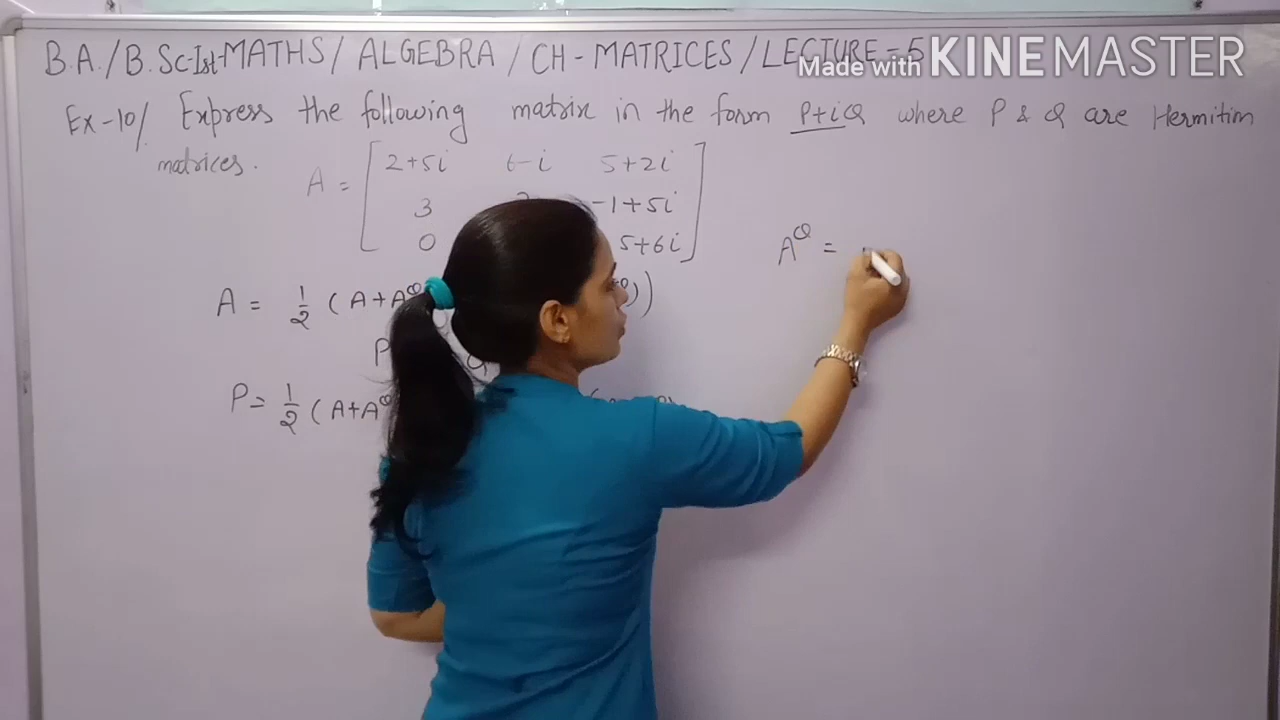 B.A./B.Sc-Ist-MATHS/ALGEBRA/CH-MATRICES/LECTURE-5
Made with KINEMASTER
Ex-10/ Express the following matrix in the form P+iQ where P & Q are Hermitian
matrices.
A = [ 2+5i 6-i 5+2i
3 -1+5i
0 5+6i ]
A^Q =
A = 1/2 (A+A^Q ))
P
P = 1/2 (A+A^Q